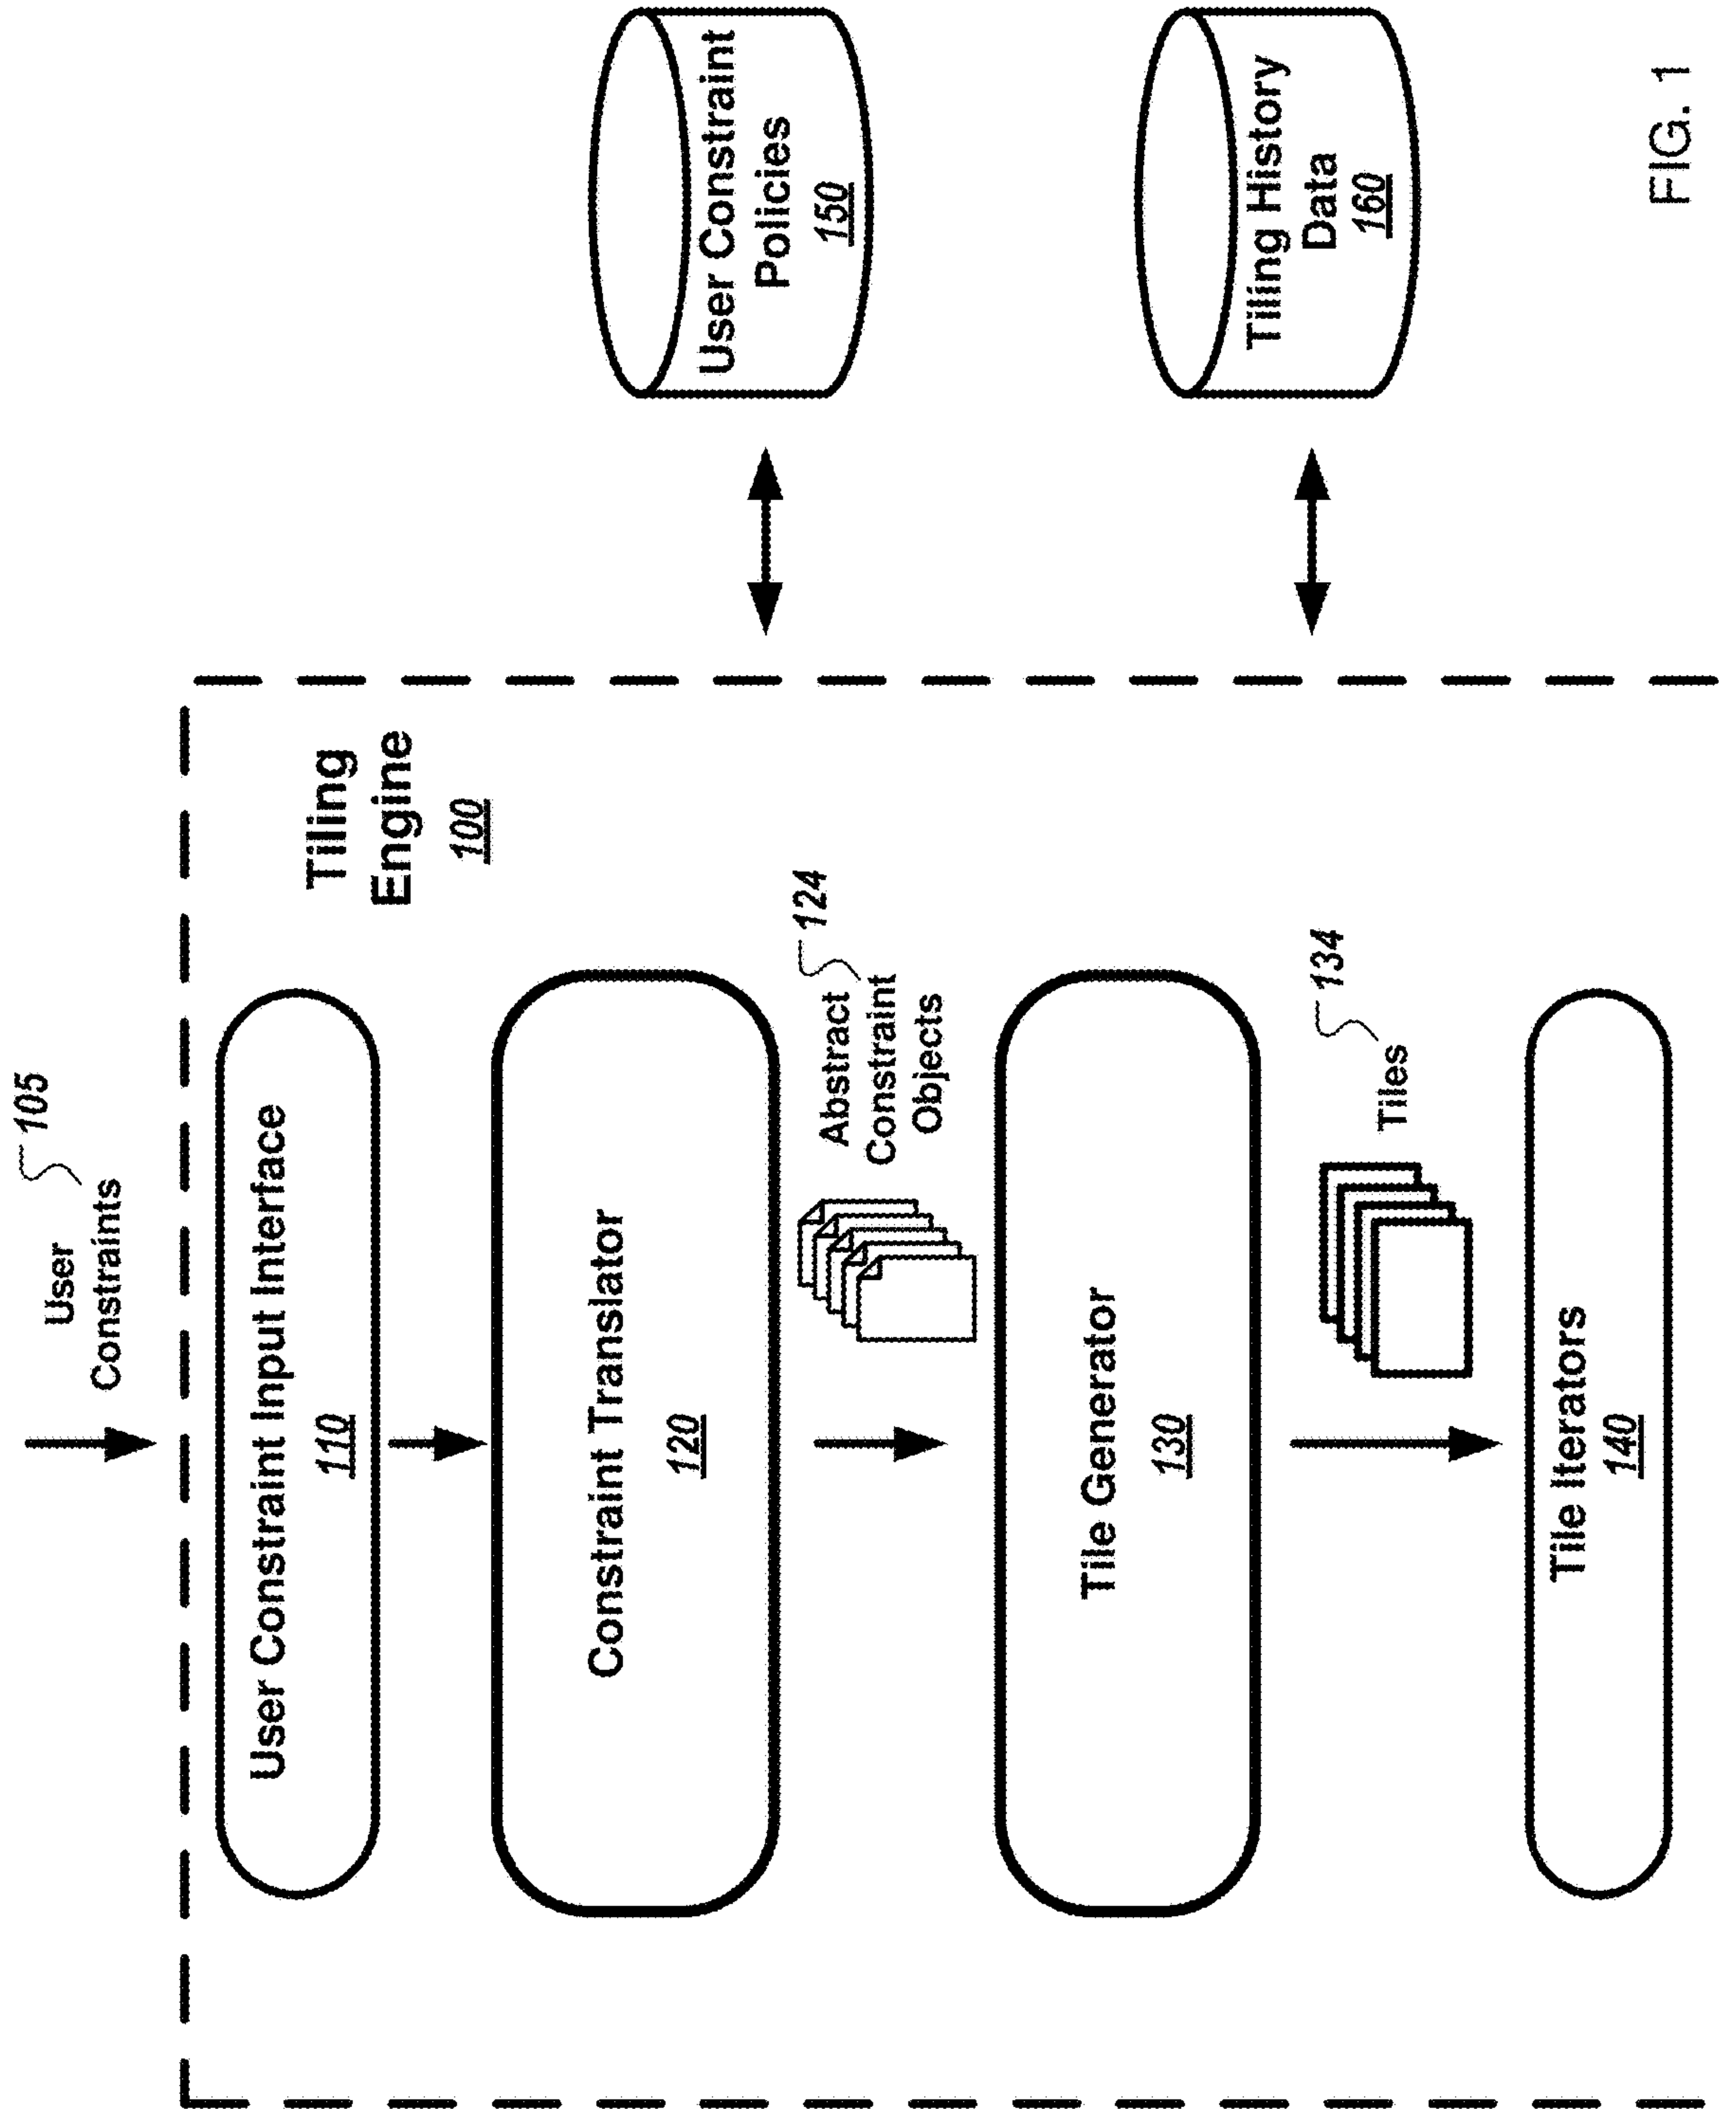 User
Constraints
105
Tiling
Engine
100
User Constraint Input Interface
110
Constraint Translator
120
Abstract
Constraint
Objects
124
Tile Generator
130
Tiles
134
Tile Iterators
140
User Constraint
Policies
150
Tiling History
Data
160
FIG. 1